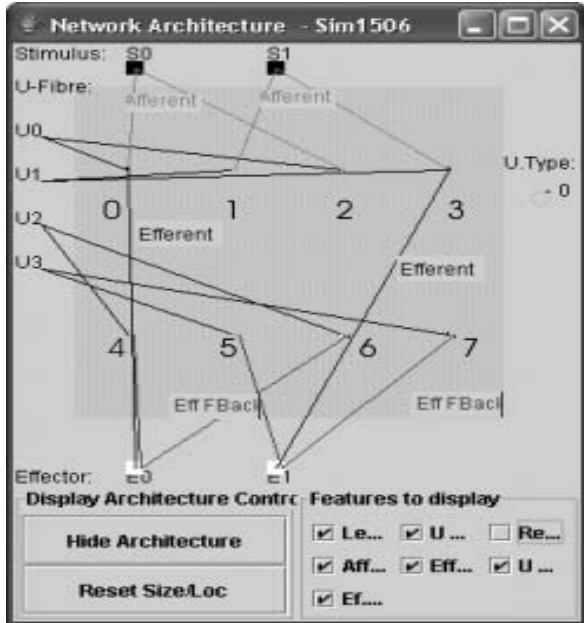 Network Architecture - Sim1506
Stimulus: S0 S1
U-Fibre: Afferent Afferent
U0
U1 U.Type:
- 0
0 1 2 3
U2
Efferent
U3 Efferent
4 5 6 7
Eff FBack Eff FBack
Effector: E0 E1
Display Architecture Contrc Features to display
Hide Architecture
Le... U ... Re...
Aff... Eff... U ...
Reset Size/Loc
Ef....